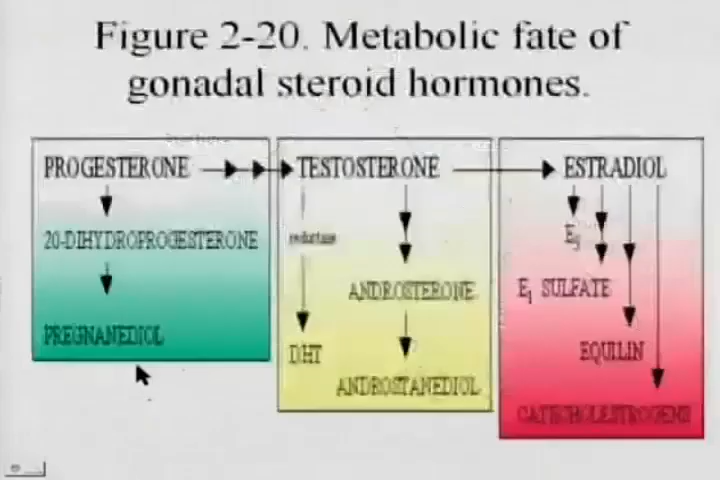 Figure 2-20. Metabolic fate of
gonadal steroid hormones.
PROGESTERONE
20-DIHYDROPROGESTERONE
PREGNANEDIOL
TESTOSTERONE
reductase
ANDROSTERONE
DHT
ANDROSTANEDIOL
ESTRADIOL
E₁ SULFATE
EQUILIN
CATECHOLESTROGENS